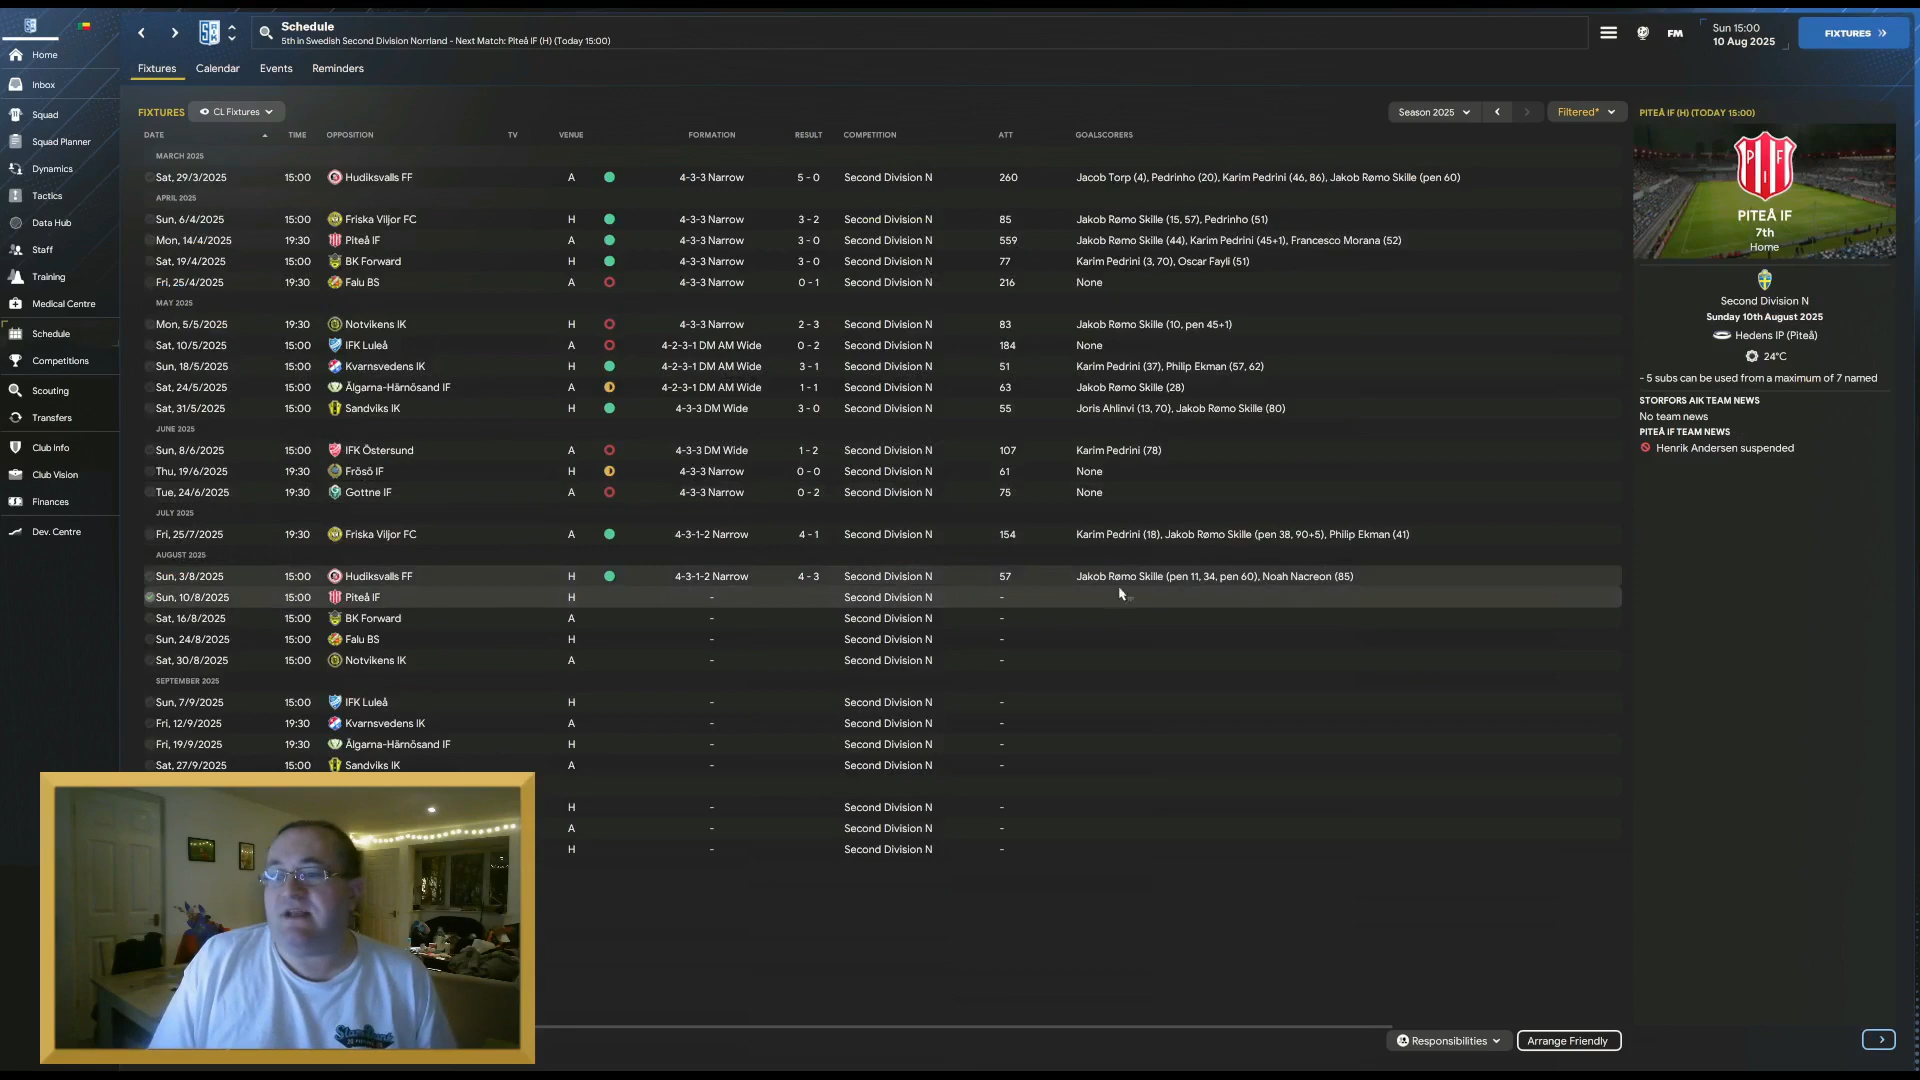 Schedule
5th in Swedish Second Division Norrland - Next Match: Piteå IF (H) (Today 15:00)
FM
Sun 15:00
10 Aug 2025
FIXTURES
Home
Inbox
Squad
Squad Planner
Dynamics
Tactics
Data Hub
Staff
Training
Medical Centre
Schedule
Competitions
Scouting
Transfers
Club Info
Club Vision
Finances
Dev. Centre
Fixtures Calendar Events Reminders
FIXTURES CL Fixtures Season 2025 Filtered*
DATE TIME OPPOSITION TV VENUE FORMATION RESULT COMPETITION ATT GOALSCORERS
MARCH 2025
Sat, 29/3/2025 15:00 Hudiksvalls FF A 4-3-3 Narrow 5 - 0 Second Division N 260 Jacob Torp (4), Pedrinho (20), Karim Pedrini (46, 86), Jakob Rømo Skille (pen 60)
APRIL 2025
Sun, 6/4/2025 15:00 Friska Viljor FC H 4-3-3 Narrow 3 - 2 Second Division N 85 Jakob Rømo Skille (15, 57), Pedrinho (51)
Mon, 14/4/2025 19:30 Piteå IF A 4-3-3 Narrow 3 - 0 Second Division N 559 Jakob Rømo Skille (44), Karim Pedrini (45+1), Francesco Morana (52)
Sat, 19/4/2025 15:00 BK Forward H 4-3-3 Narrow 3 - 0 Second Division N 77 Karim Pedrini (3, 70), Oscar Fayli (51)
Fri, 25/4/2025 19:30 Falu BS A 4-3-3 Narrow 0 - 1 Second Division N 216 None
MAY 2025
Mon, 5/5/2025 19:30 Notvikens IK H 4-3-3 Narrow 2 - 3 Second Division N 83 Jakob Rømo Skille (10, pen 45+1)
Sat, 10/5/2025 15:00 IFK Luleå A 4-2-3-1 DM AM Wide 0 - 2 Second Division N 184 None
Sun, 18/5/2025 15:00 Kvarnsvedens IK H 4-2-3-1 DM AM Wide 3 - 1 Second Division N 51 Karim Pedrini (37), Philip Ekman (57, 62)
Sat, 24/5/2025 15:00 Älgarna-Härnösand IF A 4-2-3-1 DM AM Wide 1 - 1 Second Division N 63 Jakob Rømo Skille (28)
Sat, 31/5/2025 15:00 Sandviks IK H 4-3-3 DM Wide 3 - 0 Second Division N 55 Joris Ahlinvi (13, 70), Jakob Rømo Skille (80)
JUNE 2025
Sun, 8/6/2025 15:00 IFK Östersund A 4-3-3 DM Wide 1 - 2 Second Division N 107 Karim Pedrini (78)
Thu, 19/6/2025 19:30 Frösö IF H 4-3-3 Narrow 0 - 0 Second Division N 61 None
Tue, 24/6/2025 19:30 Gottne IF A 4-3-3 Narrow 0 - 2 Second Division N 75 None
JULY 2025
Fri, 25/7/2025 19:30 Friska Viljor FC A 4-3-1-2 Narrow 4 - 1 Second Division N 154 Karim Pedrini (18), Jakob Rømo Skille (pen 38, 90+5), Philip Ekman (41)
AUGUST 2025
Sun, 3/8/2025 15:00 Hudiksvalls FF H 4-3-1-2 Narrow 4 - 3 Second Division N 57 Jakob Rømo Skille (pen 11, 34, pen 60), Noah Nacreon (85)
Sun, 10/8/2025 15:00 Piteå IF H - Second Division N -
Sat, 16/8/2025 15:00 BK Forward A - Second Division N -
Sun, 24/8/2025 15:00 Falu BS H - Second Division N -
Sat, 30/8/2025 15:00 Notvikens IK A - Second Division N -
SEPTEMBER 2025
Sun, 7/9/2025 15:00 IFK Luleå H - Second Division N -
Fri, 12/9/2025 19:30 Kvarnsvedens IK A - Second Division N -
Fri, 19/9/2025 19:30 Älgarna-Härnösand IF H - Second Division N -
Sat, 27/9/2025 15:00 Sandviks IK A - Second Division N -
H - Second Division N -
A - Second Division N -
H - Second Division N -
PITEÅ IF (H) (TODAY 15:00)
P F
I
PITEÅ IF
7th
Home
Second Division N
Sunday 10th August 2025
Hedens IP (Piteå)
24°C
- 5 subs can be used from a maximum of 7 named
STORFORS AIK TEAM NEWS
No team news
PITEÅ IF TEAM NEWS
Henrik Andersen suspended
Responsibilities Arrange Friendly